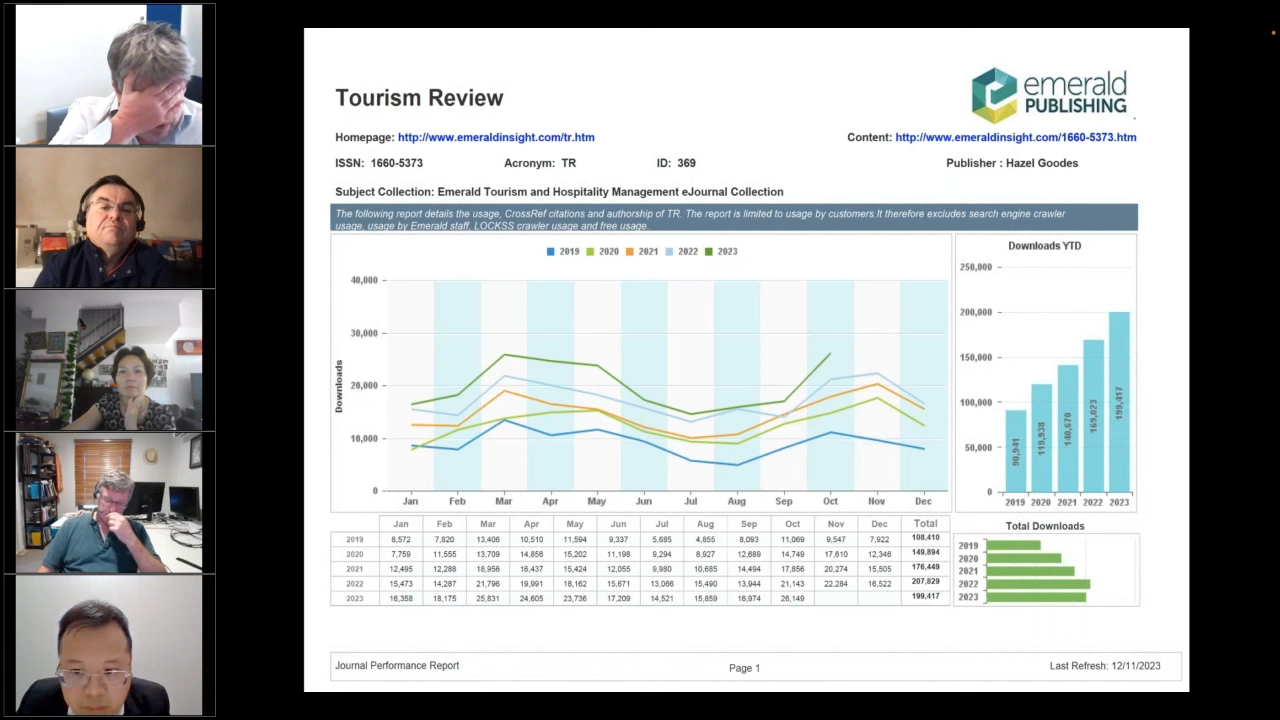 Tourism Review
emerald
PUBLISHING
Homepage: http://www.emeraldinsight.com/tr.htm
Content: http://www.emeraldinsight.com/1660-5373.htm
ISSN: 1660-5373 Acronym: TR ID: 369 Publisher : Hazel Goodes
Subject Collection: Emerald Tourism and Hospitality Management eJournal Collection
The following report details the usage, CrossRef citations and authorship of TR. The report is limited to usage by customers.It therefore excludes search engine crawler
usage, usage by Emerald staff, LOCKSS crawler usage and free usage.
2019 2020 2021 2022 2023
40,000
30,000
20,000
10,000
0
Downloads
Jan Feb Mar Apr May Jun Jul Aug Sep Oct Nov Dec
Downloads YTD
250,000
200,000
150,000
100,000
50,000
0
90,941 119,938 140,670 169,023 199,417
2019 2020 2021 2022 2023
Jan Feb Mar Apr May Jun Jul Aug Sep Oct Nov Dec Total
2019 8,572 7,820 13,406 10,510 11,594 9,337 5,685 4,855 8,093 11,069 9,547 7,922 108,410
2020 7,759 11,555 13,709 14,856 15,202 11,198 9,294 8,927 12,689 14,749 17,610 12,346 149,894
2021 12,495 12,288 18,956 16,437 15,424 12,055 9,980 10,685 14,494 17,856 20,274 15,505 176,449
2022 15,473 14,287 21,796 19,991 18,162 15,671 13,066 15,490 13,944 21,143 22,284 16,522 207,829
2023 16,358 18,175 25,831 24,605 23,736 17,209 14,521 15,859 16,974 26,149 199,417
Total Downloads
2019
2020
2021
2022
2023
Journal Performance Report
Page 1
Last Refresh: 12/11/2023